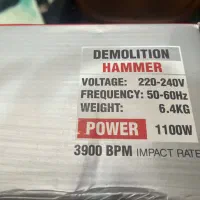 DEMOLITION
HAMMER
VOLTAGE: 220-240V
FREQUENCY: 50-60Hz
WEIGHT: 6.4KG
POWER 1100W
3900 BPM IMPACT RATE